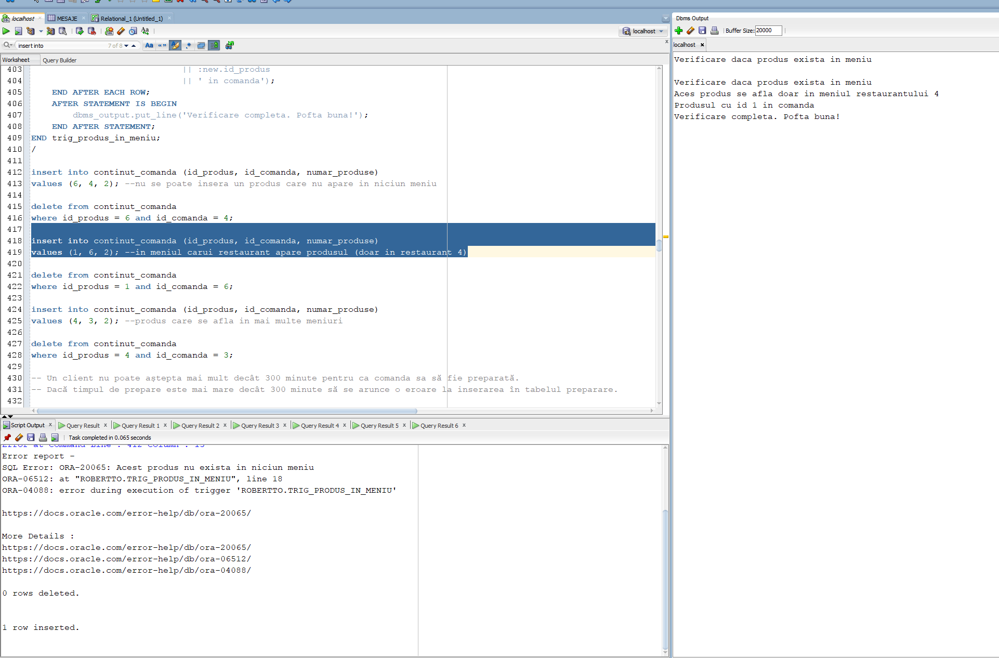 localhost
MESAJE
Relational_1 (Untitled_1)
localhost
insert into
7 of 8
Aa
Worksheet
Query Builder
403 || :new.id_produs
404 || ' in comanda');
405 END AFTER EACH ROW;
406 AFTER STATEMENT IS BEGIN
407 dbms_output.put_line('Verificare completa. Pofta buna!');
408 END AFTER STATEMENT;
409 END trig_produs_in_meniu;
410 /
411
412 insert into continut_comanda (id_produs, id_comanda, numar_produse)
413 values (6, 4, 2); --nu se poate insera un produs care nu apare in niciun meniu
414
415 delete from continut_comanda
416 where id_produs = 6 and id_comanda = 4;
417
418 insert into continut_comanda (id_produs, id_comanda, numar_produse)
419 values (1, 6, 2); --in meniul carui restaurant apare produsul (doar in restaurant 4)
420
421 delete from continut_comanda
422 where id_produs = 1 and id_comanda = 6;
423
424 insert into continut_comanda (id_produs, id_comanda, numar_produse)
425 values (4, 3, 2); --produs care se afla in mai multe meniuri
426
427 delete from continut_comanda
428 where id_produs = 4 and id_comanda = 3;
429
430 -- Un client nu poate aștepta mai mult decât 300 minute pentru ca comanda sa să fie preparată.
431 -- Dacă timpul de prepare este mai mare decât 300 minute să se arunce o eroare la inserarea în tabelul preparare.
432
Script Output
Query Result
Query Result 1
Query Result 2
Query Result 3
Query Result 4
Query Result 5
Query Result 6
Task completed in 0.065 seconds
Error at Command Line : 412 Column : 13
Error report -
SQL Error: ORA-20065: Acest produs nu exista in niciun meniu
ORA-06512: at "ROBERTTO.TRIG_PRODUS_IN_MENIU", line 18
ORA-04088: error during execution of trigger 'ROBERTTO.TRIG_PRODUS_IN_MENIU'
https://docs.oracle.com/error-help/db/ora-20065/
More Details :
https://docs.oracle.com/error-help/db/ora-20065/
https://docs.oracle.com/error-help/db/ora-06512/
https://docs.oracle.com/error-help/db/ora-04088/
0 rows deleted.
1 row inserted.
Dbms Output
Buffer Size: 20000
localhost
Verificare daca produs exista in meniu
Verificare daca produs exista in meniu
Aces produs se afla doar in meniul restaurantului 4
Produsul cu id 1 in comanda
Verificare completa. Pofta buna!